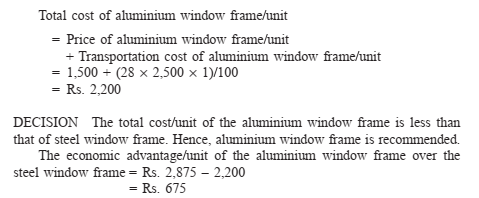 Total cost of aluminium window frame/unit
= Price of aluminium window frame/unit
+ Transportation cost of aluminium window frame/unit
= 1,500 + (28 × 2,500 × 1)/100
= Rs. 2,200
DECISION The total cost/unit of the aluminium window frame is less than
that of steel window frame. Hence, aluminium window frame is recommended.
The economic advantage/unit of the aluminium window frame over the
steel window frame = Rs. 2,875 – 2,200
= Rs. 675